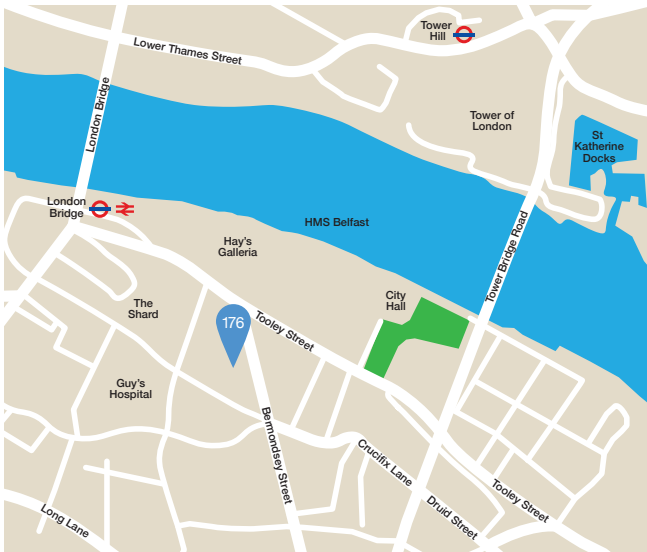 Tower
Hill
Lower Thames Street
London Bridge
Tower of
London
St
Katherine
Docks
London
Bridge
HMS Belfast
Hay's
Galleria
Tower Bridge Road
City
Hall
The
Shard
176
Tooley Street
Guy's
Hospital
Bermondsey Street
Crucifix Lane
Tooley Street
Druid Street
Long Lane